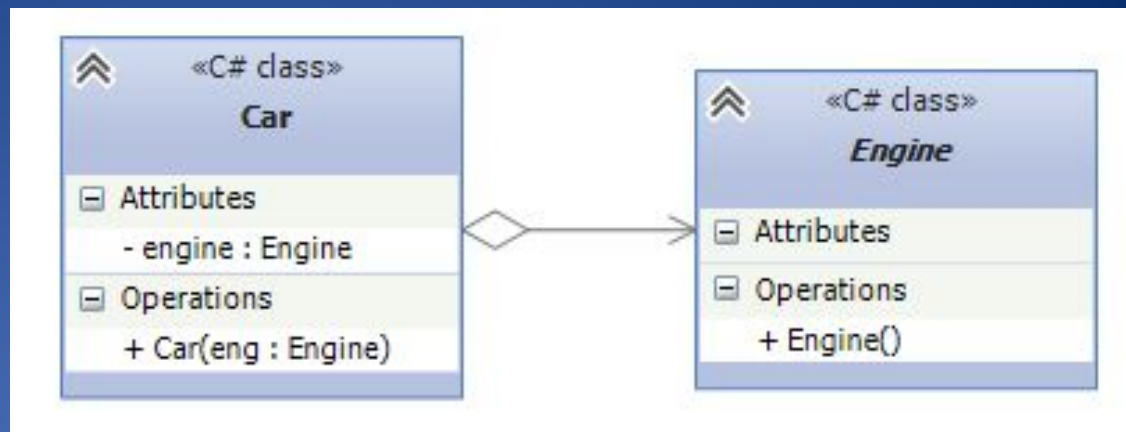 «C# class»
Car
Attributes
- engine : Engine
Operations
+ Car(eng : Engine)
«C# class»
Engine
Attributes
Operations
+ Engine()